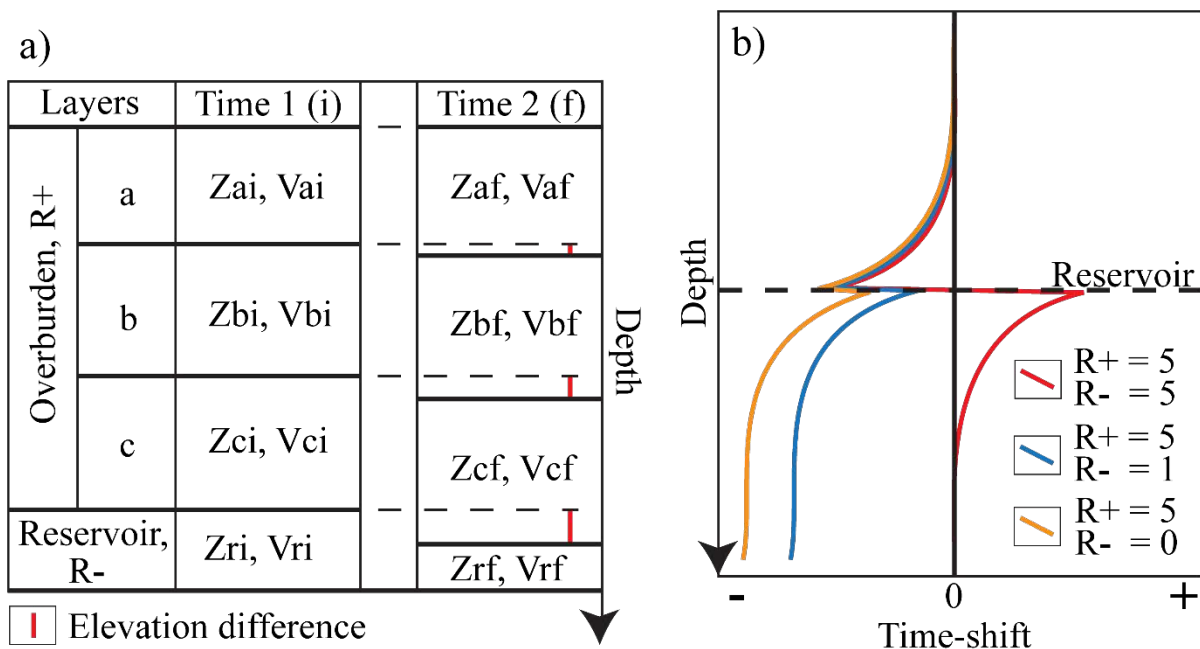 a)
Layers Time 1 (i) Time 2 (f)
Overburden, R+
a Zai, Vai Zaf, Vaf
b Zbi, Vbi Zbf, Vbf
c Zci, Vci Zcf, Vcf
Reservoir,
R-
Zri, Vri Zrf, Vrf
Depth
Elevation difference
b)
Depth
Reservoir
R+ = 5
R- = 5
R+ = 5
R- = 1
R+ = 5
R- = 0
- 0 +
Time-shift